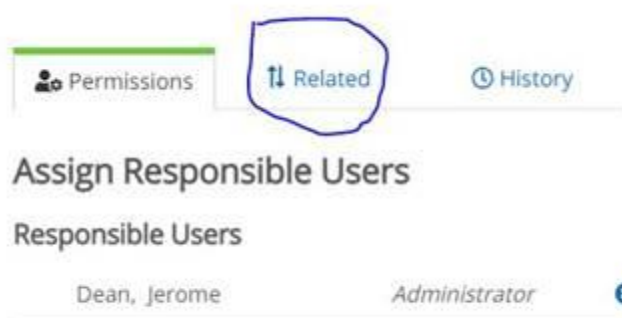 Permissions
Related
History
Assign Responsible Users
Responsible Users
Dean, Jerome Administrator